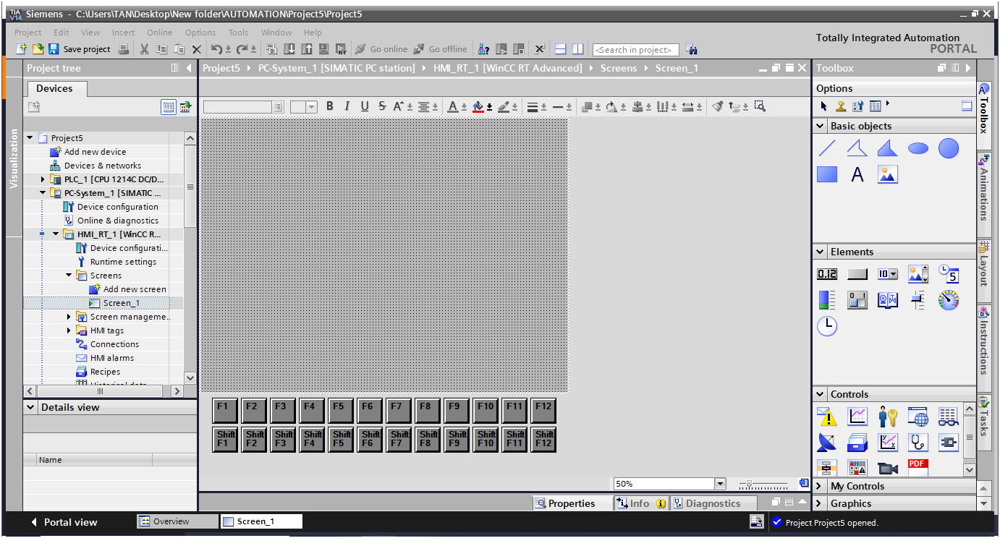 TIA V14
Siemens - C:\Users\TAN\Desktop\New folder\AUTOMATION\Project5\Project5
Project Edit View Insert Online Options Tools Window Help
Totally Integrated Automation
PORTAL
Save project
Go online
Go offline
<Search in project>
Project tree
Project5 PC-System_1 [SIMATIC PC station] HMI_RT_1 [WinCC RT Advanced] Screens Screen_1
Toolbox
Devices
Options
B I U S A A
Visualization
Project5
Add new device
Devices & networks
PLC_1 [CPU 1214C DC/D...
PC-System_1 [SIMATIC ...
Device configuration
Online & diagnostics
HMI_RT_1 [WinCC R...
Device configurati...
Runtime settings
Screens
Add new screen
Screen_1
Screen manageme..
HMI tags
Connections
HMI alarms
Recipes
Details view
Name
F1 F2 F3 F4 F5 F6 F7 F8 F9 F10 F11 F12
Shift F1 Shift F2 Shift F3 Shift F4 Shift F5 Shift F6 Shift F7 Shift F8 Shift F9 Shift F10 Shift F11 Shift F12
50%
Properties
Info
Diagnostics
Basic objects
A
Elements
0.12
10
5
0 1
Controls
PDF
My Controls
Graphics
Toolbox
Animations
Layout
Instructions
Tasks
Portal view
Overview
Screen_1
Project Project5 opened.